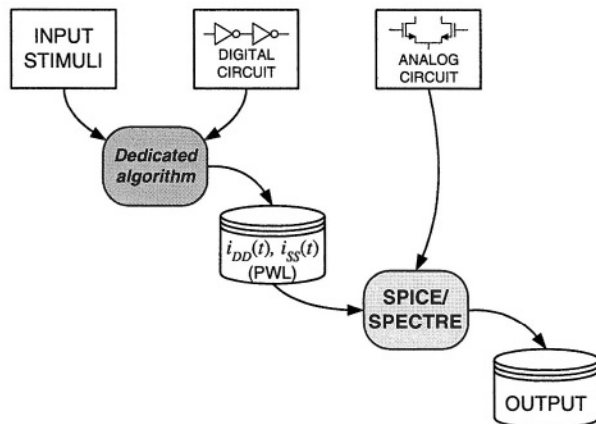 INPUT
STIMULI
DIGITAL
CIRCUIT
ANALOG
CIRCUIT
Dedicated
algorithm
iDD(t), iSS(t)
(PWL)
SPICE/
SPECTRE
OUTPUT